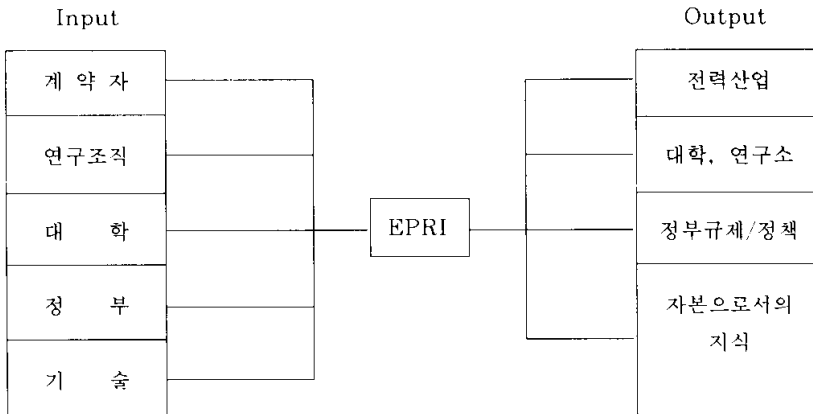 Input
Output
계 약 자
연구조직
대 학
정 부
기 술
EPRI
전력산업
대학, 연구소
정부규제/정책
자본으로서의
지식